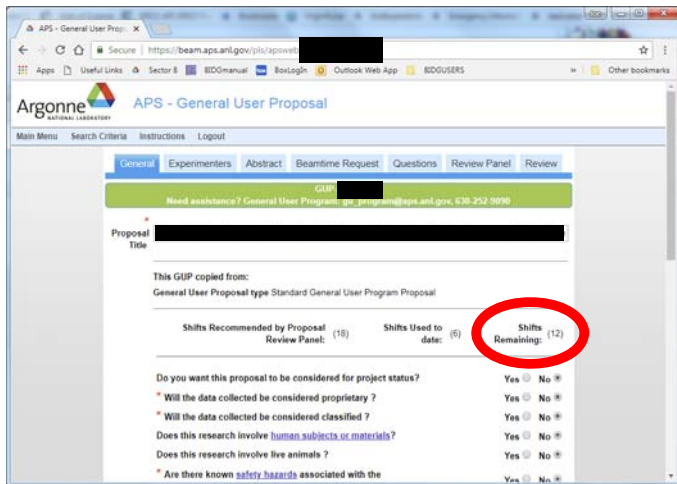 APS - General User Prop
Secure | https://beam.aps.anl.gov/pls/apsweb
Apps Useful Links Sector 8 BIDGmanual BoxLogIn Outlook Web App BIDGUSERS » Other bookmarks
Argonne
NATIONAL LABORATORY
APS - General User Proposal
Main Menu Search Criteria Instructions Logout
General Experimenters Abstract Beamtime Request Questions Review Panel Review
GUP-
Need assistance? General User Program: gu_program@aps.anl.gov, 630-252-9090
*
Proposal
Title
This GUP copied from:
General User Proposal type Standard General User Program Proposal
Shifts Recommended by Proposal Review Panel: (18) Shifts Used to date: (6) Shifts Remaining: (12)
Do you want this proposal to be considered for project status? Yes No
* Will the data collected be considered proprietary ? Yes No
* Will the data collected be considered classified ? Yes No
Does this research involve human subjects or materials? Yes No
Does this research involve live animals ? Yes No
* Are there known safety hazards associated with the Yes No